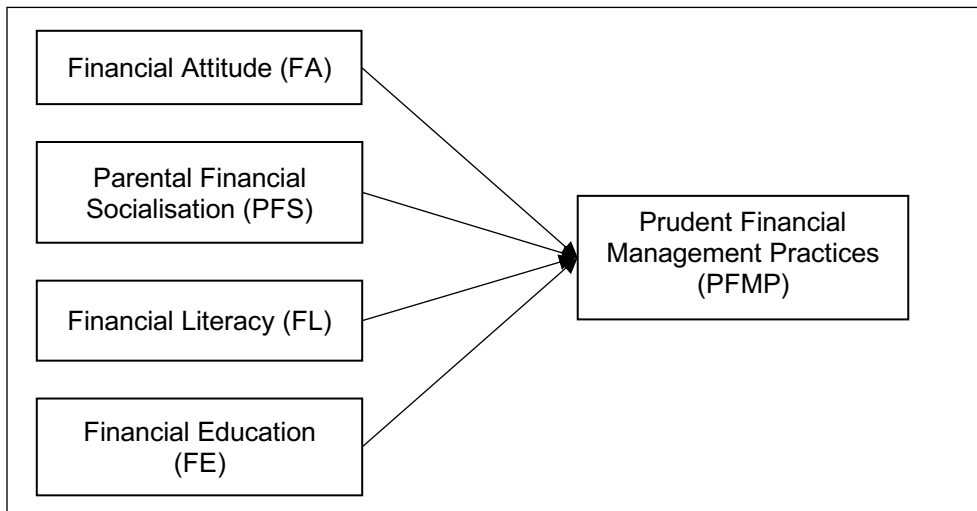 Financial Attitude (FA)
Parental Financial
Socialisation (PFS)
Financial Literacy (FL)
Financial Education
(FE)
Prudent Financial
Management Practices
(PFMP)